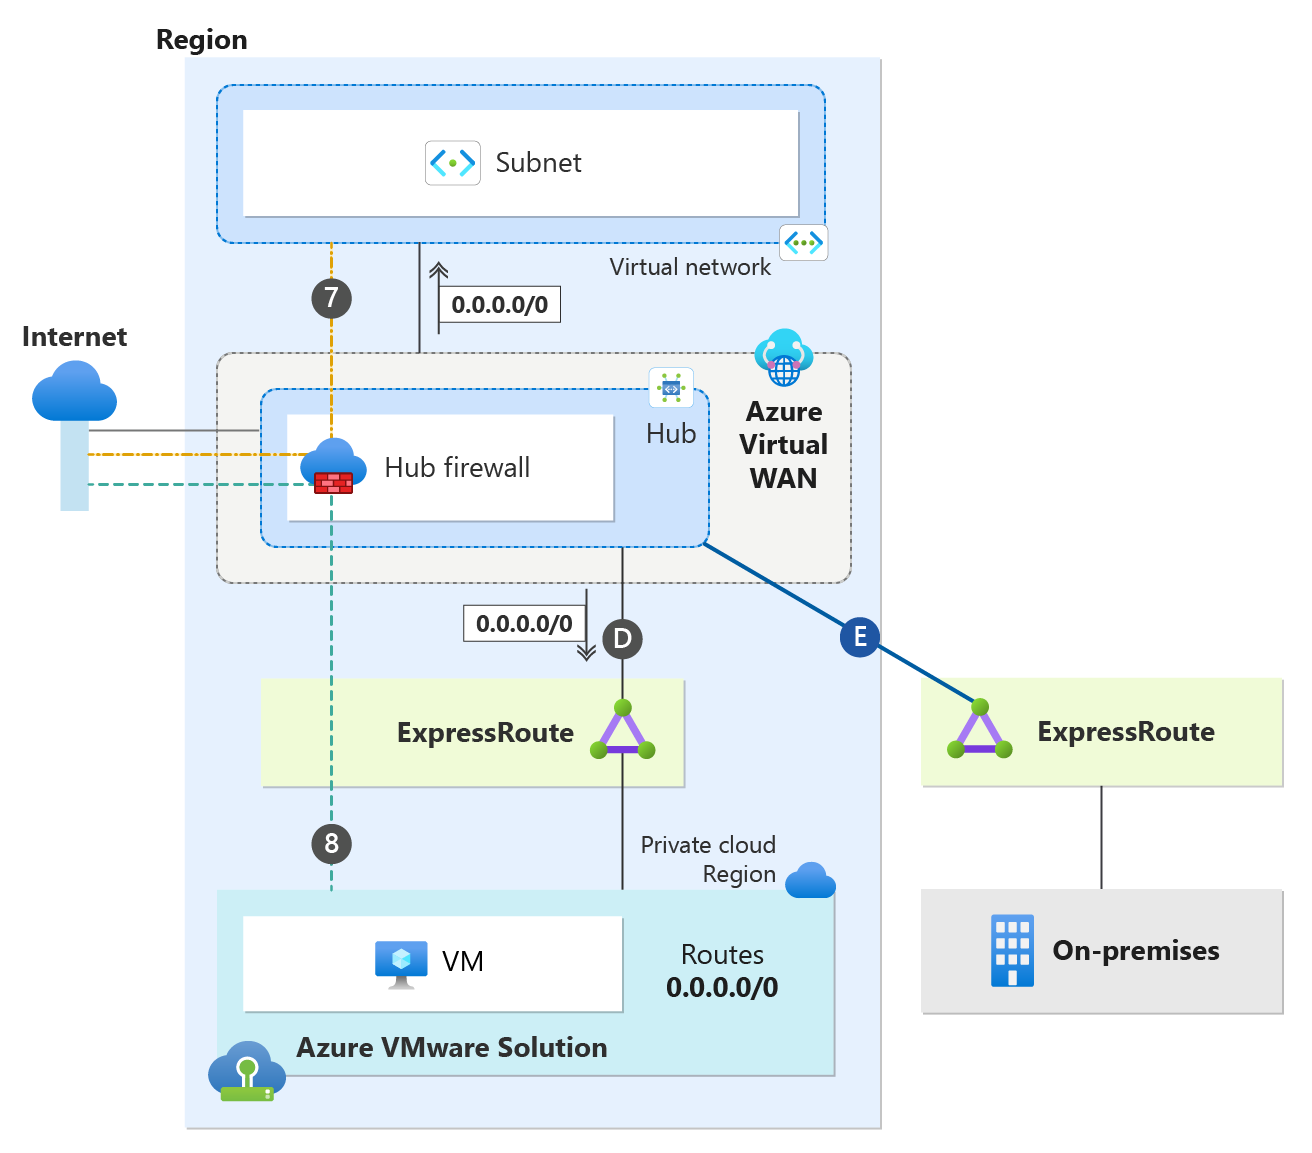 Region
Subnet
Virtual network
7
0.0.0.0/0
Internet
Azure
Virtual
WAN
Hub
Hub firewall
0.0.0.0/0
D
E
ExpressRoute
ExpressRoute
8
Private cloud
Region
VM
Routes
0.0.0.0/0
On-premises
Azure VMware Solution